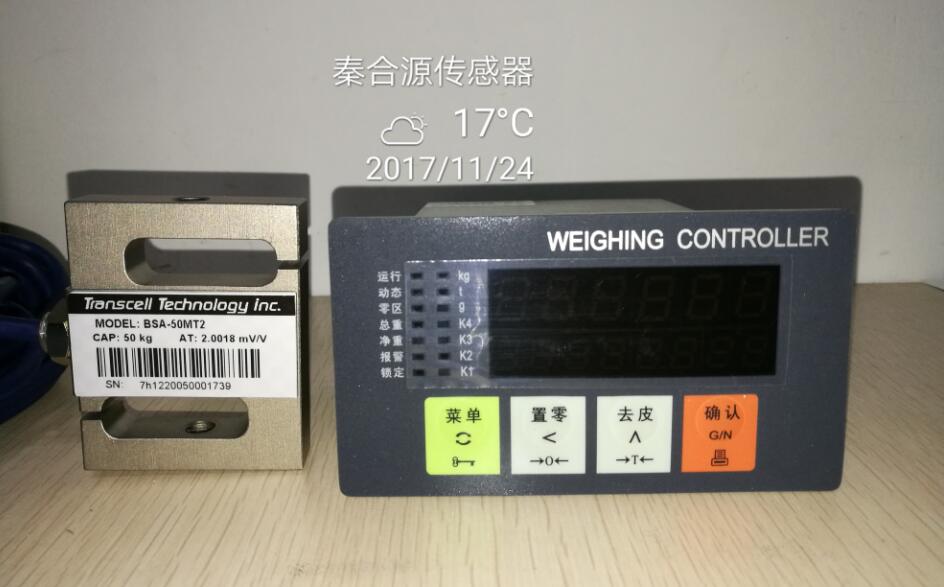 秦合源传感器
17°C
2017/11/24
Transcell Technology Inc.
MODEL: BSA-50MT2
CAP: 50 kg AT: 2.0018 mV/V
SN: 7h1220050001739
WEIGHING CONTROLLER
运行 kg
动态 t
零区 g
总重 K4
净重 K3
报警 K2
锁定 K1
菜单 置零 去皮 确认
< ∧ G/N
→0← →T←